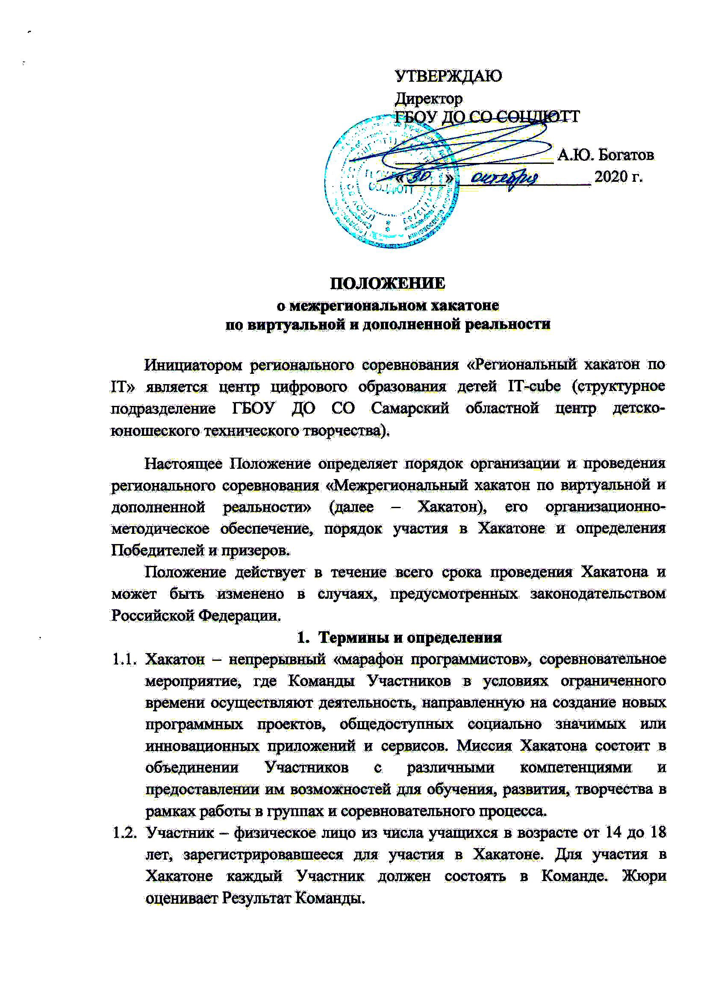 УТВЕРЖДАЮ
Директор
ГБОУ ДО СО СОЦДЮТТ
А.Ю. Богатов
«30» октября 2020 г.
СОЦДЮТТ
ПОЛОЖЕНИЕ
о межрегиональном хакатоне
по виртуальной и дополненной реальности
Инициатором регионального соревнования «Региональный хакатон по
IT» является центр цифрового образования детей IT-cube (структурное
подразделение ГБОУ ДО СО Самарский областной центр детско-
юношеского технического творчества).
Настоящее Положение определяет порядок организации и проведения
регионального соревнования «Межрегиональный хакатон по виртуальной и
дополненной реальности» (далее – Хакатон), его организационно-
методическое обеспечение, порядок участия в Хакатоне и определения
Победителей и призеров.
Положение действует в течение всего срока проведения Хакатона и
может быть изменено в случаях, предусмотренных законодательством
Российской Федерации.
1. Термины и определения
1.1. Хакатон – непрерывный «марафон программистов», соревновательное
мероприятие, где Команды Участников в условиях ограниченного
времени осуществляют деятельность, направленную на создание новых
программных проектов, общедоступных социально значимых или
инновационных приложений и сервисов. Миссия Хакатона состоит в
объединении Участников с различными компетенциями и
предоставлении им возможностей для обучения, развития, творчества в
рамках работы в группах и соревновательного процесса.
1.2. Участник – физическое лицо из числа учащихся в возрасте от 14 до 18
лет, зарегистрировавшееся для участия в Хакатоне. Для участия в
Хакатоне каждый Участник должен состоять в Команде. Жюри
оценивает Результат Команды.